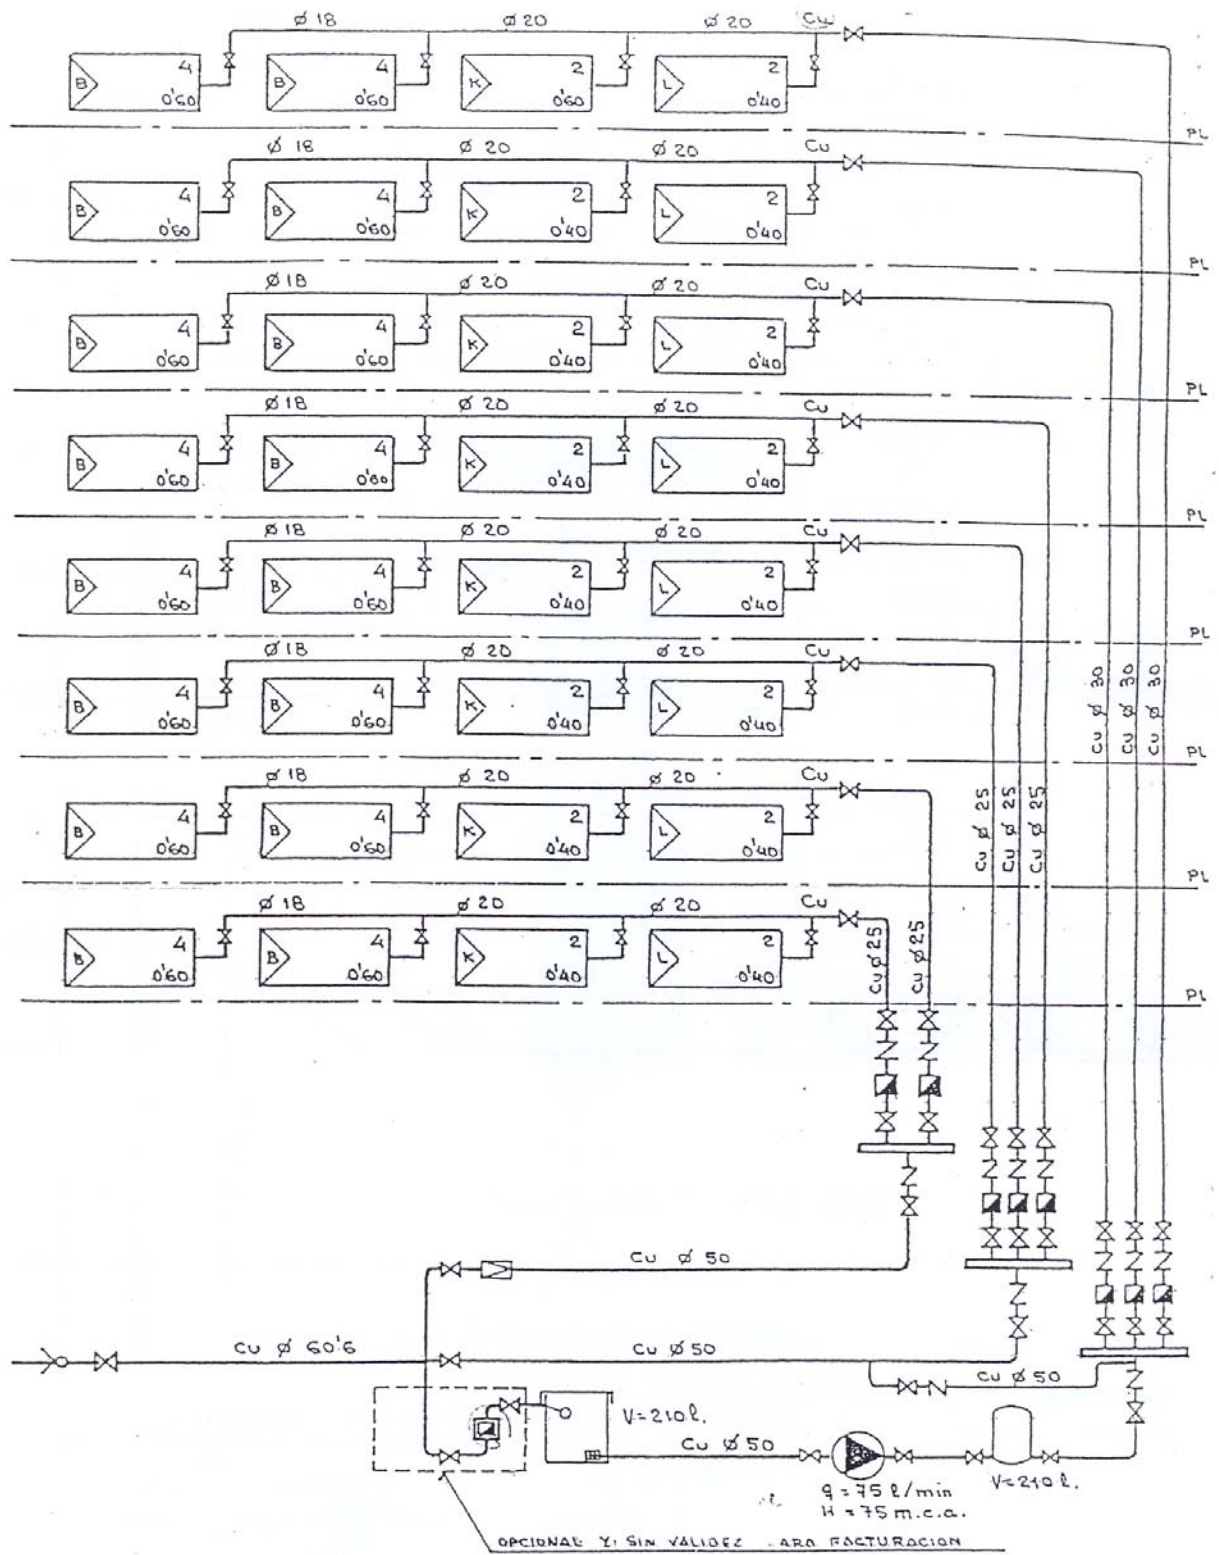 Ø 18 Ø 20 Ø 20 Cu
B 4 0'60 B 4 0'60 K 2 0'60 L 2 0'40
PL
Ø 18 Ø 20 Ø 20 Cu
B 4 0'60 B 4 0'60 K 2 0'40 L 2 0'40
PL
Ø 18 Ø 20 Ø 20 Cu
B 4 0'60 B 4 0'60 K 2 0'40 L 2 0'40
PL
Ø 18 Ø 20 Ø 20 Cu
B 4 0'60 B 4 0'60 K 2 0'40 L 2 0'40
PL
Ø 18 Ø 20 Ø 20 Cu
B 4 0'60 B 4 0'60 K 2 0'40 L 2 0'40
PL
Ø 18 Ø 20 Ø 20 Cu
B 4 0'60 B 4 0'60 K 2 0'40 L 2 0'40
Cu Ø 30
Cu Ø 30
Cu Ø 30
PL
Ø 18 Ø 20 Ø 20 Cu
B 4 0'60 B 4 0'60 K 2 0'40 L 2 0'40
Cu Ø 25
Cu Ø 25
Cu Ø 25
PL
Ø 18 Ø 20 Ø 20 Cu
B 4 0'60 B 4 0'60 K 2 0'40 L 2 0'40
Cu Ø 25
Cu Ø 25
PL
Cu Ø 50
Cu Ø 60'6
Cu Ø 50
Cu Ø 50
V=210 l.
Cu Ø 50
q = 75 l/min
H = 75 m.c.a.
V=210 l.
OPCIONAL Y SIN VALIDEZ FACTURACION